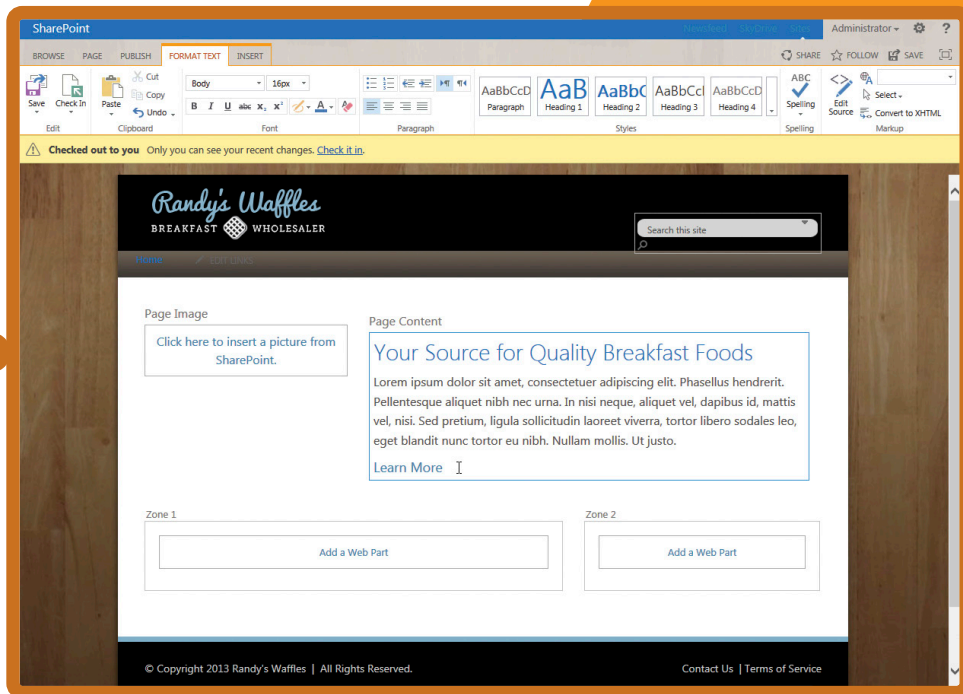 SharePoint
Newsfeed SkyDrive Sites Administrator ?
BROWSE PAGE PUBLISH FORMAT TEXT INSERT SHARE FOLLOW SAVE
Save Check In Paste Cut Copy Undo
Body 16px
B I U abc X₂ X² A
AaBbCcD Paragraph AaB Heading 1 AaBbC Heading 2 AaBbCcI Heading 3 AaBbCcD Heading 4
ABC Spelling Edit Source Select Convert to XHTML
Edit Clipboard Font Paragraph Styles Spelling Markup
Checked out to you Only you can see your recent changes. Check it in.
Randy's Waffles
BREAKFAST WHOLESALER
Search this site
Home EDIT LINKS
Page Image
Click here to insert a picture from
SharePoint.
Page Content
Your Source for Quality Breakfast Foods
Lorem ipsum dolor sit amet, consectetuer adipiscing elit. Phasellus hendrerit.
Pellentesque aliquet nibh nec urna. In nisi neque, aliquet vel, dapibus id, mattis
vel, nisi. Sed pretium, ligula sollicitudin laoreet viverra, tortor libero sodales leo,
eget blandit nunc tortor eu nibh. Nullam mollis. Ut justo.
Learn More
Zone 1
Add a Web Part
Zone 2
Add a Web Part
© Copyright 2013 Randy's Waffles | All Rights Reserved.
Contact Us | Terms of Service